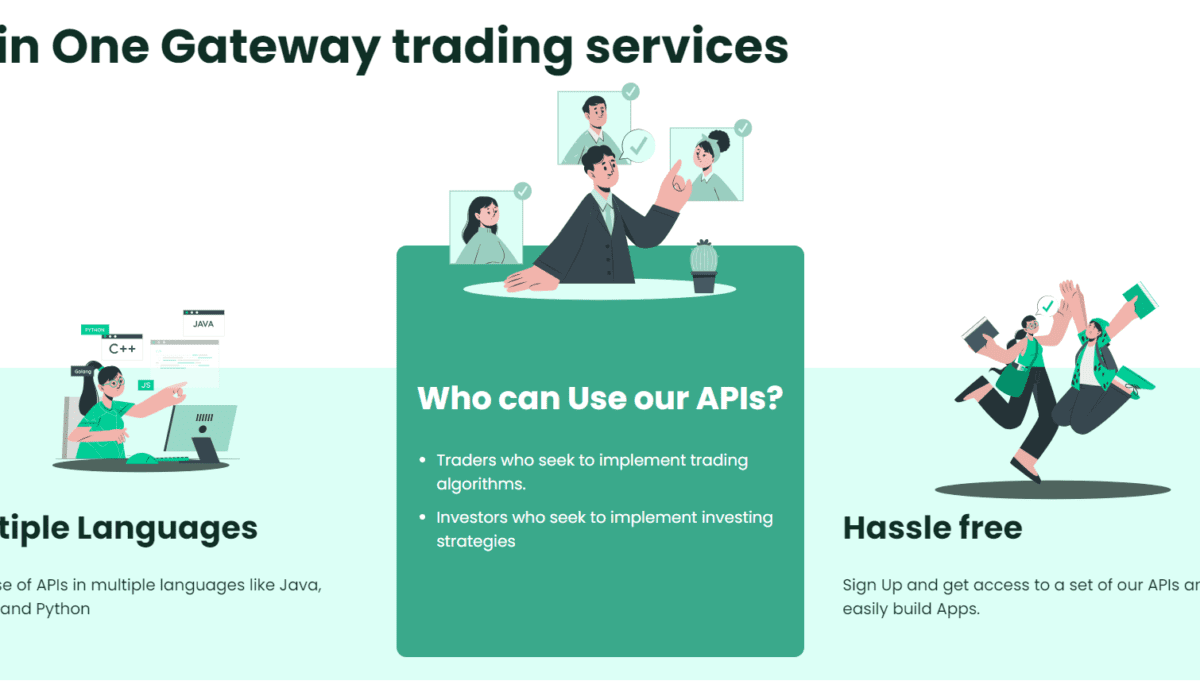 in One Gateway trading services
PYTHON
JAVA
C++
Golang
JS
Who can Use our APIs?
Traders who seek to implement trading
algorithms.
Investors who seek to implement investing
strategies
tiple Languages
se of APIs in multiple languages like Java,
and Python
Hassle free
Sign Up and get access to a set of our APIs an
easily build Apps.